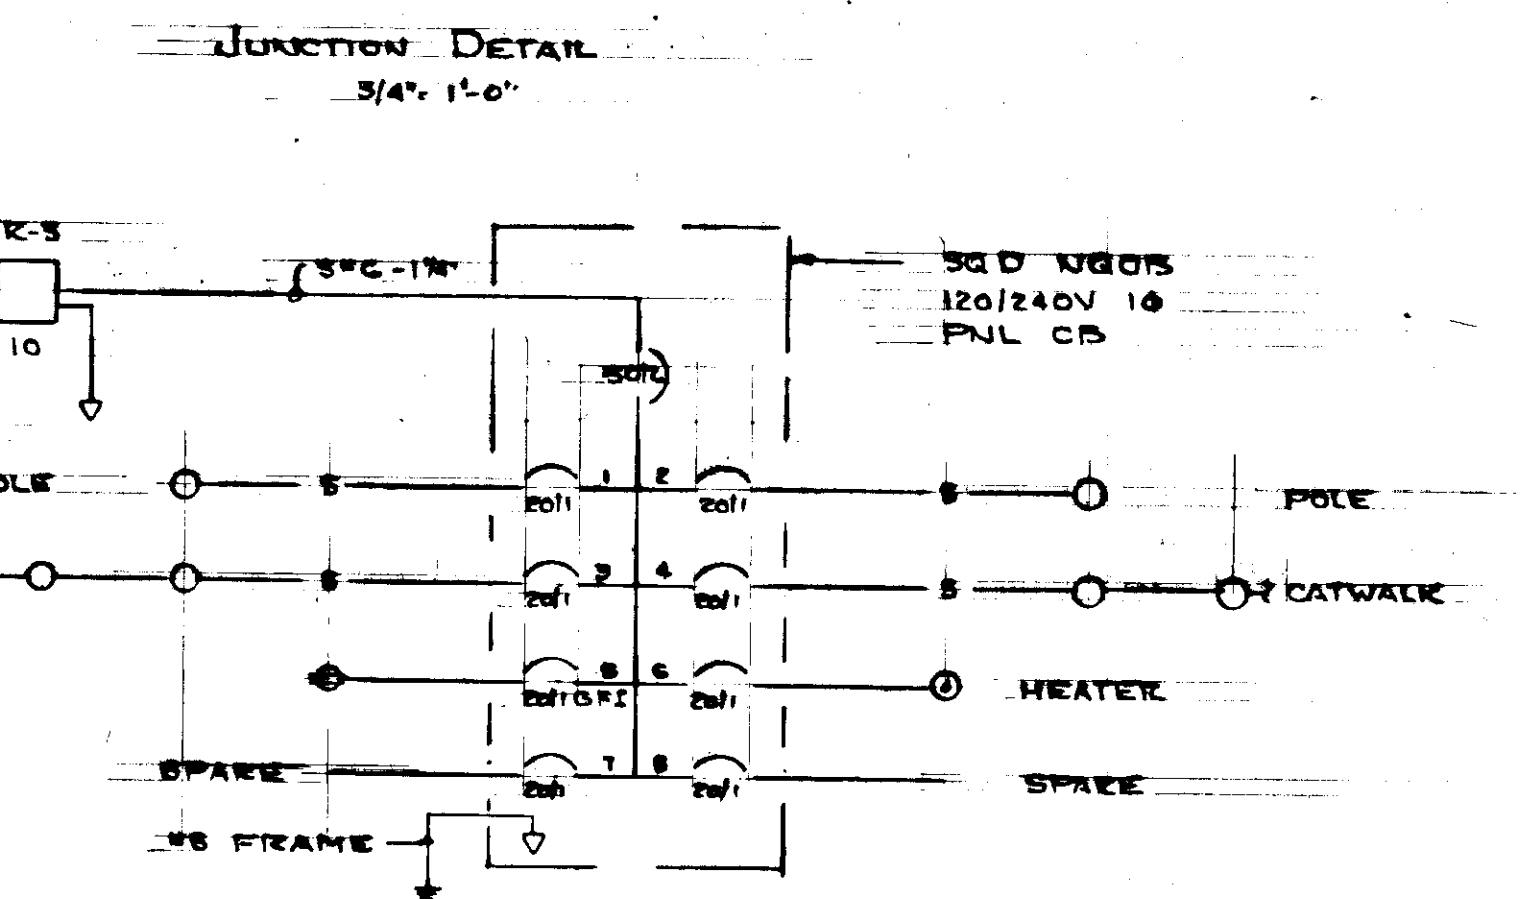 JUNCTION DETAIL
3/4"= 1'-0"
3#6-1¼"
SQ D NQOB
120/240V 1Φ
PNL CB
10
50/2
1 2
20/1 20/1
POLE
3 4
20/1 20/1
CATWALK
5 6
20/1 GFI 20/1
HEATER
SPARE
7 8
20/1 20/1
SPARE
#8 FRAME